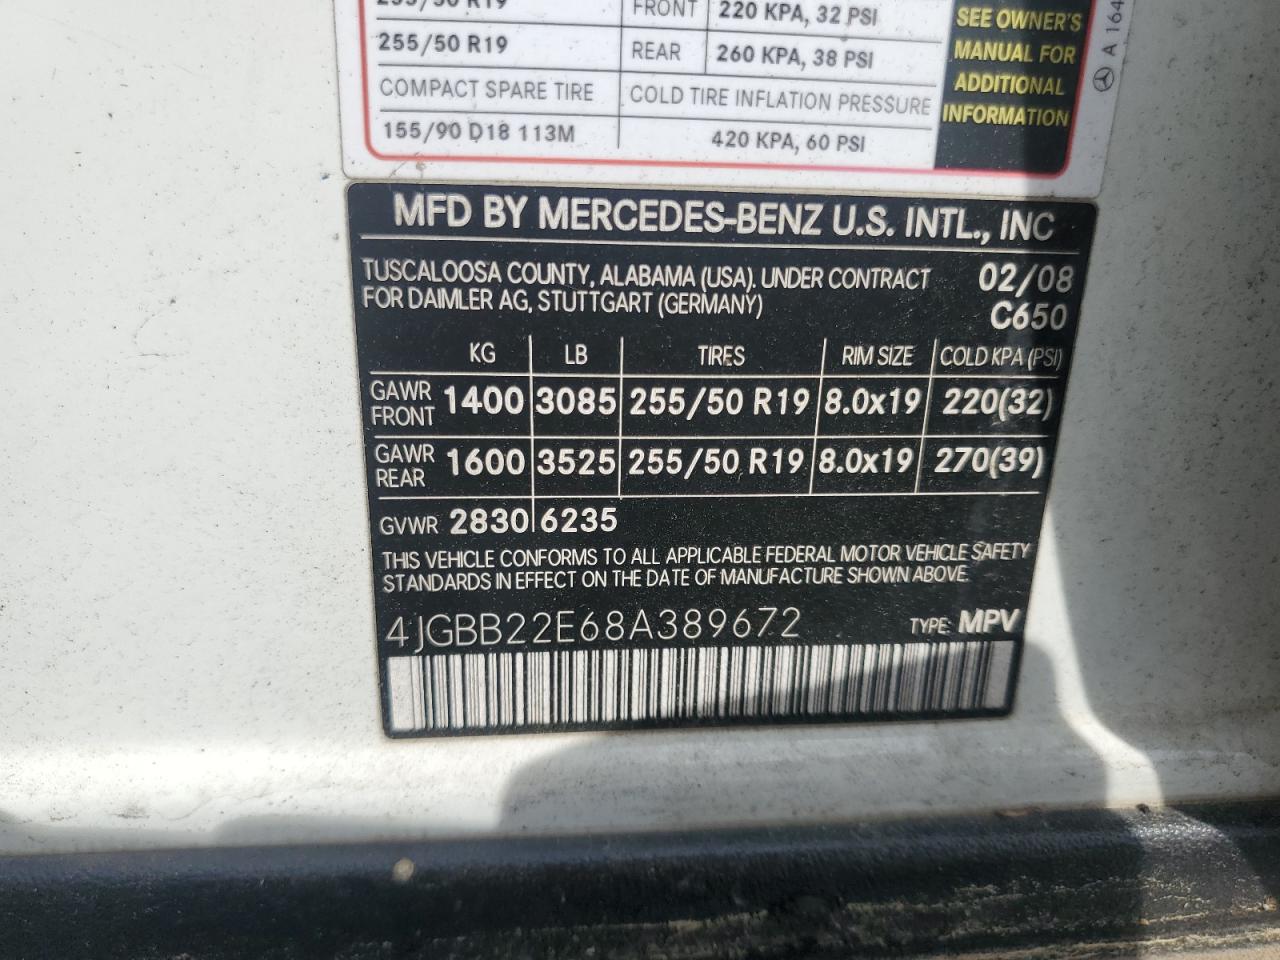 255/50 R19 FRONT 220 KPA, 32 PSI
255/50 R19 REAR 260 KPA, 38 PSI
COMPACT SPARE TIRE COLD TIRE INFLATION PRESSURE
155/90 D18 113M 420 KPA, 60 PSI
SEE OWNER'S
MANUAL FOR
ADDITIONAL
INFORMATION
A 164
MFD BY MERCEDES-BENZ U.S. INTL., INC
TUSCALOOSA COUNTY, ALABAMA (USA). UNDER CONTRACT 02/08
FOR DAIMLER AG, STUTTGART (GERMANY) C650
KG LB TIRES RIM SIZE COLD KPA (PSI)
GAWR FRONT 1400 3085 255/50 R19 8.0x19 220(32)
GAWR REAR 1600 3525 255/50 R19 8.0x19 270(39)
GVWR 2830 6235
THIS VEHICLE CONFORMS TO ALL APPLICABLE FEDERAL MOTOR VEHICLE SAFETY
STANDARDS IN EFFECT ON THE DATE OF MANUFACTURE SHOWN ABOVE.
4JGBB22E68A389672 TYPE: MPV